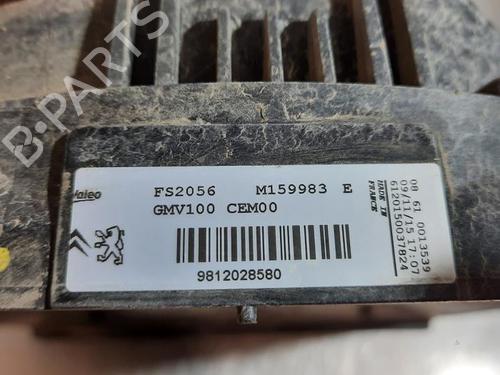 B-PARTS
Valeo
FS2056 M159983 E
GMV100 CEM00
9812028580
MADE IN
FRANCE
08 61 0013539
09/11/15 17:07
6120150037824